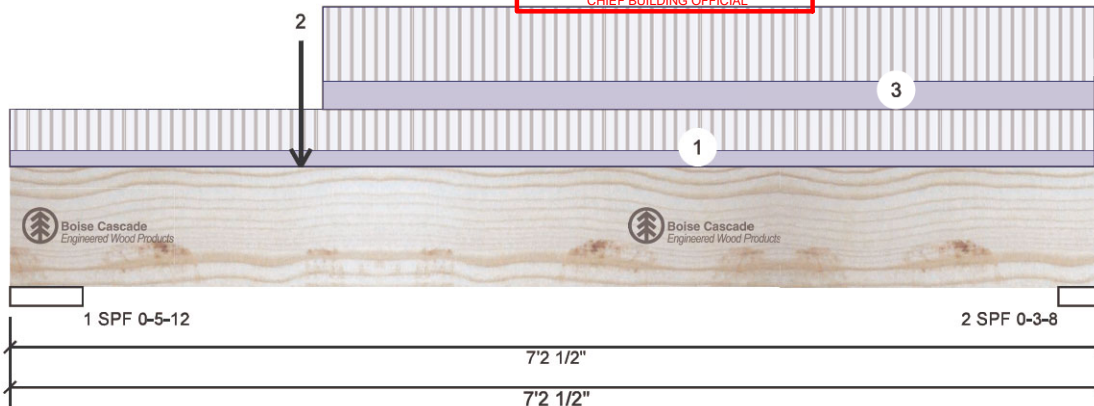 CHIEF BUILDING OFFICIAL
2
3
1
Boise Cascade
Engineered Wood Products
Boise Cascade
Engineered Wood Products
1 SPF 0-5-12
2 SPF 0-3-8
7'2 1/2"
7'2 1/2"